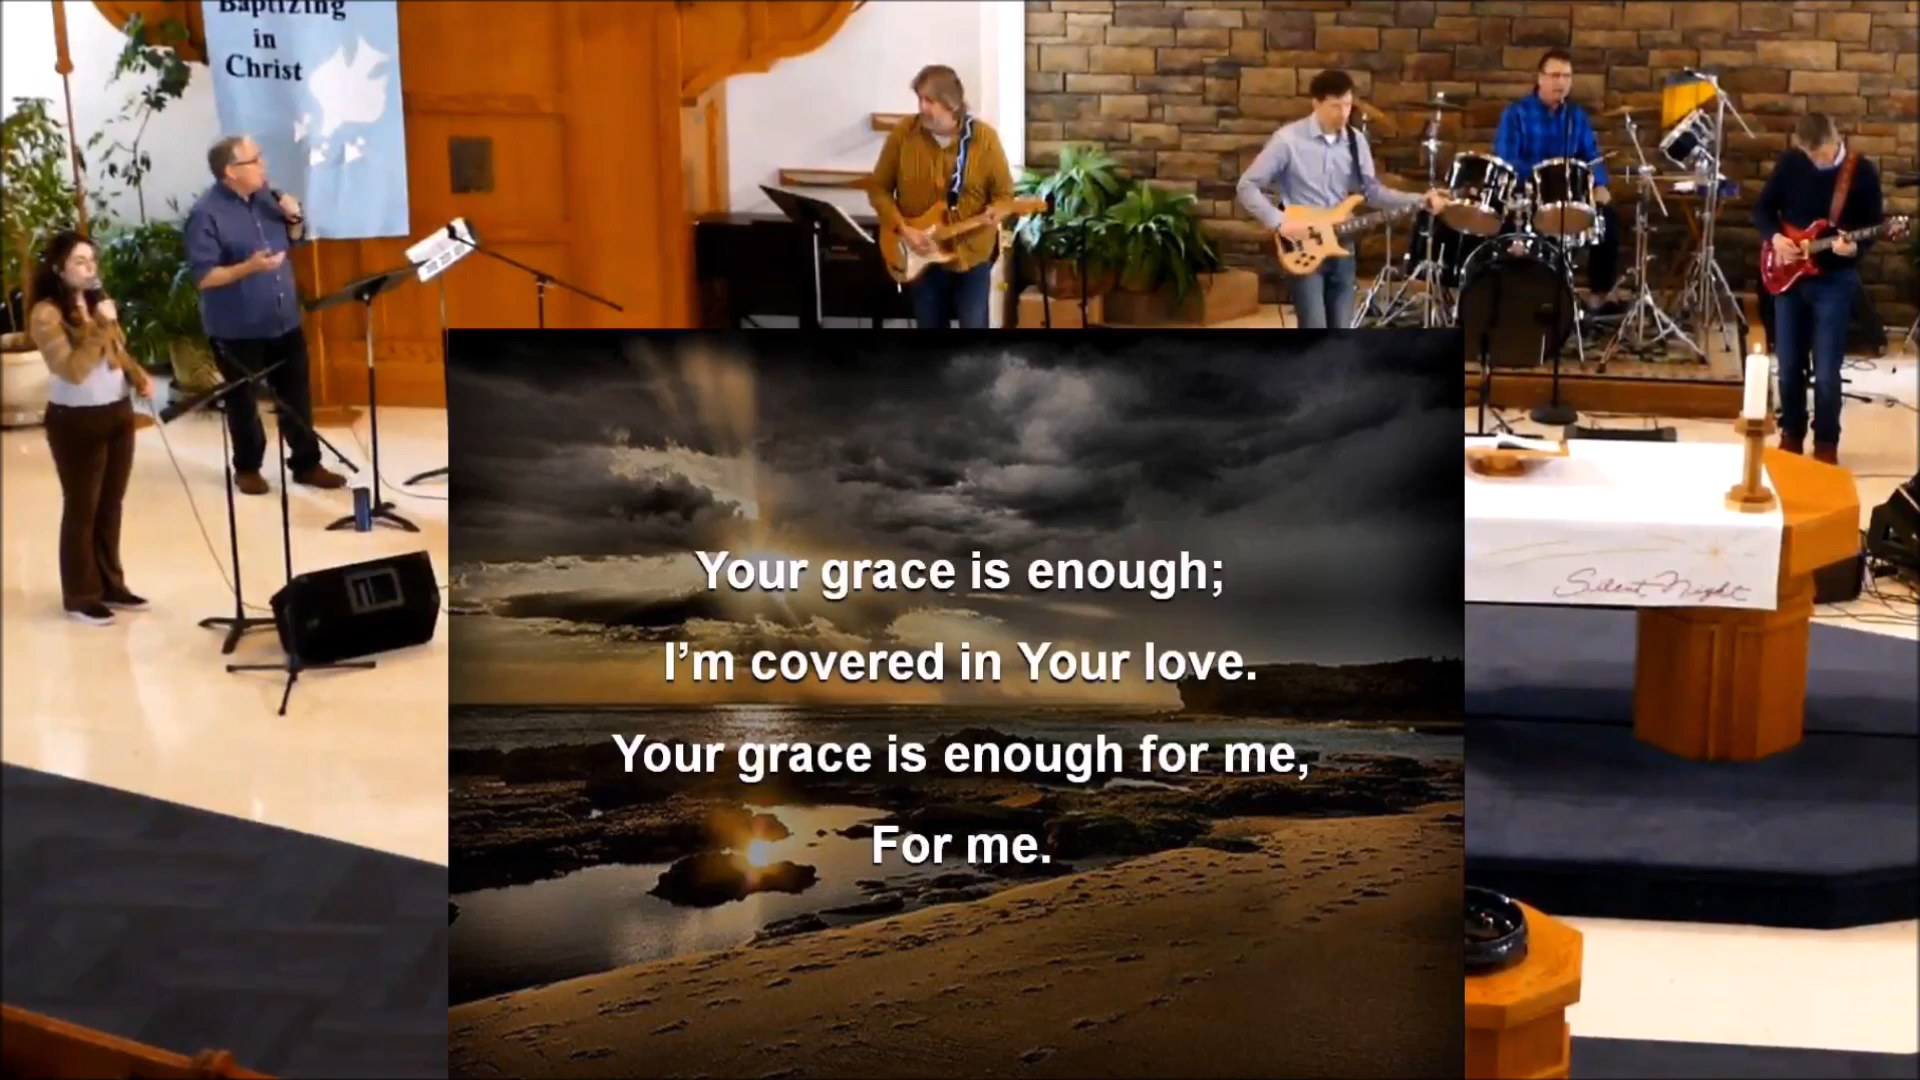 Baptizing
in
Christ
Your grace is enough;
I'm covered in Your love.
Your grace is enough for me,
For me.
Silent Night